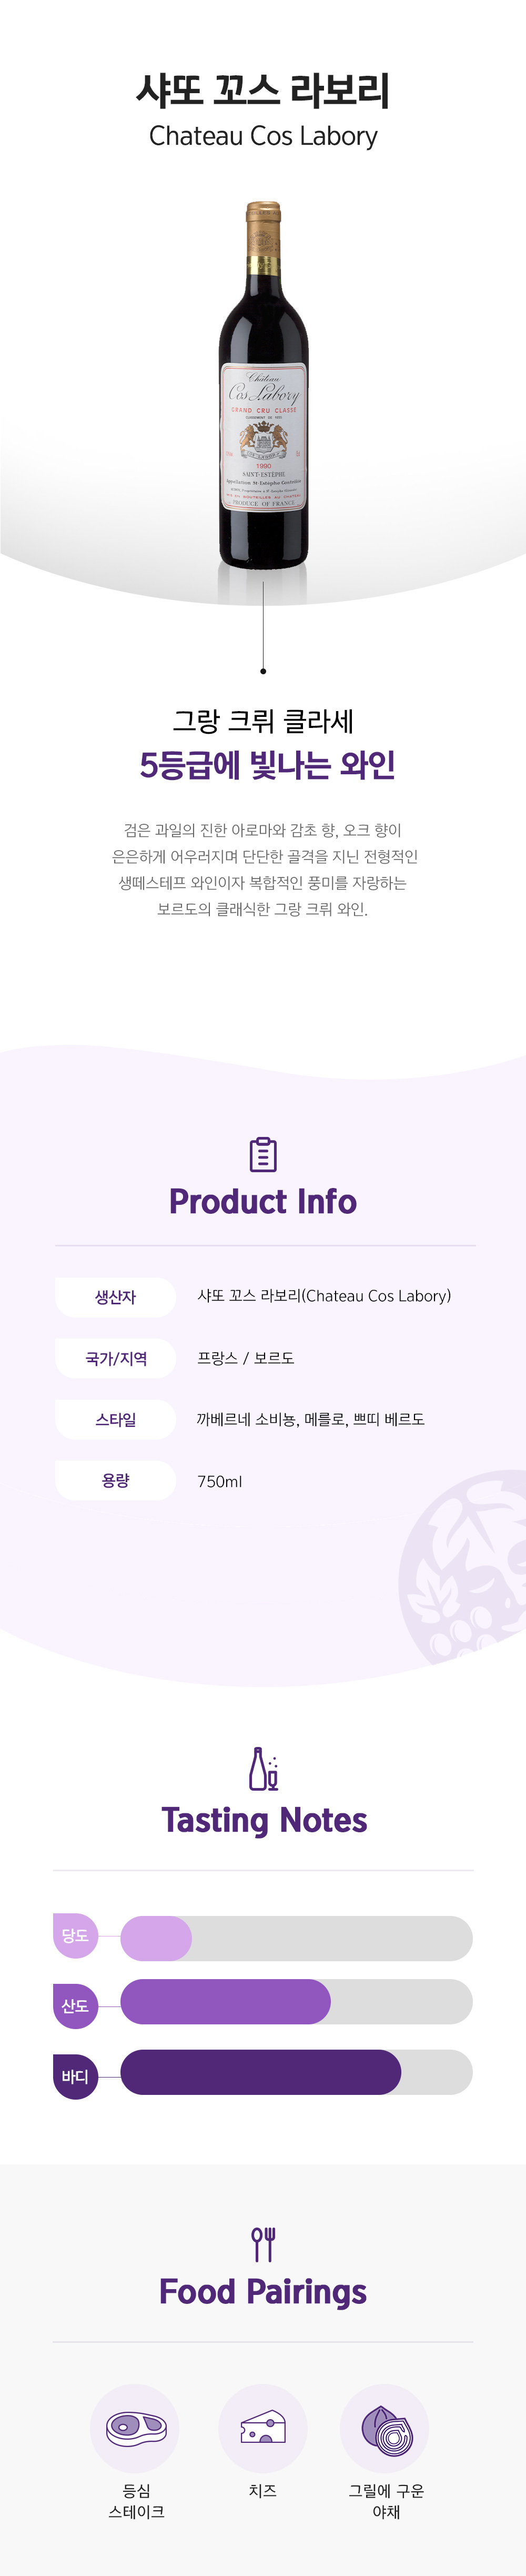 샤또 꼬스 라보리
Chateau Cos Labory
Château
Cos Labory
GRAND CRU CLASSÉ
1990
SAINT-ESTÈPHE
Appellation St-Estèphe Contrôlée
MIS EN BOUTEILLES AU CHATEAU
PRODUCE OF FRANCE
그랑 크뤼 클라세
5등급에 빛나는 와인
검은 과일의 진한 아로마와 감초 향, 오크 향이
은은하게 어우러지며 단단한 골격을 지닌 전형적인
생떼스테프 와인이자 복합적인 풍미를 자랑하는
보르도의 클래식한 그랑 크뤼 와인.
Product Info
생산자 샤또 꼬스 라보리(Chateau Cos Labory)
국가/지역 프랑스 / 보르도
스타일 까베르네 소비뇽, 메를로, 쁘띠 베르도
용량 750ml
Tasting Notes
당도
산도
바디
Food Pairings
등심
스테이크
치즈
그릴에 구운
야채